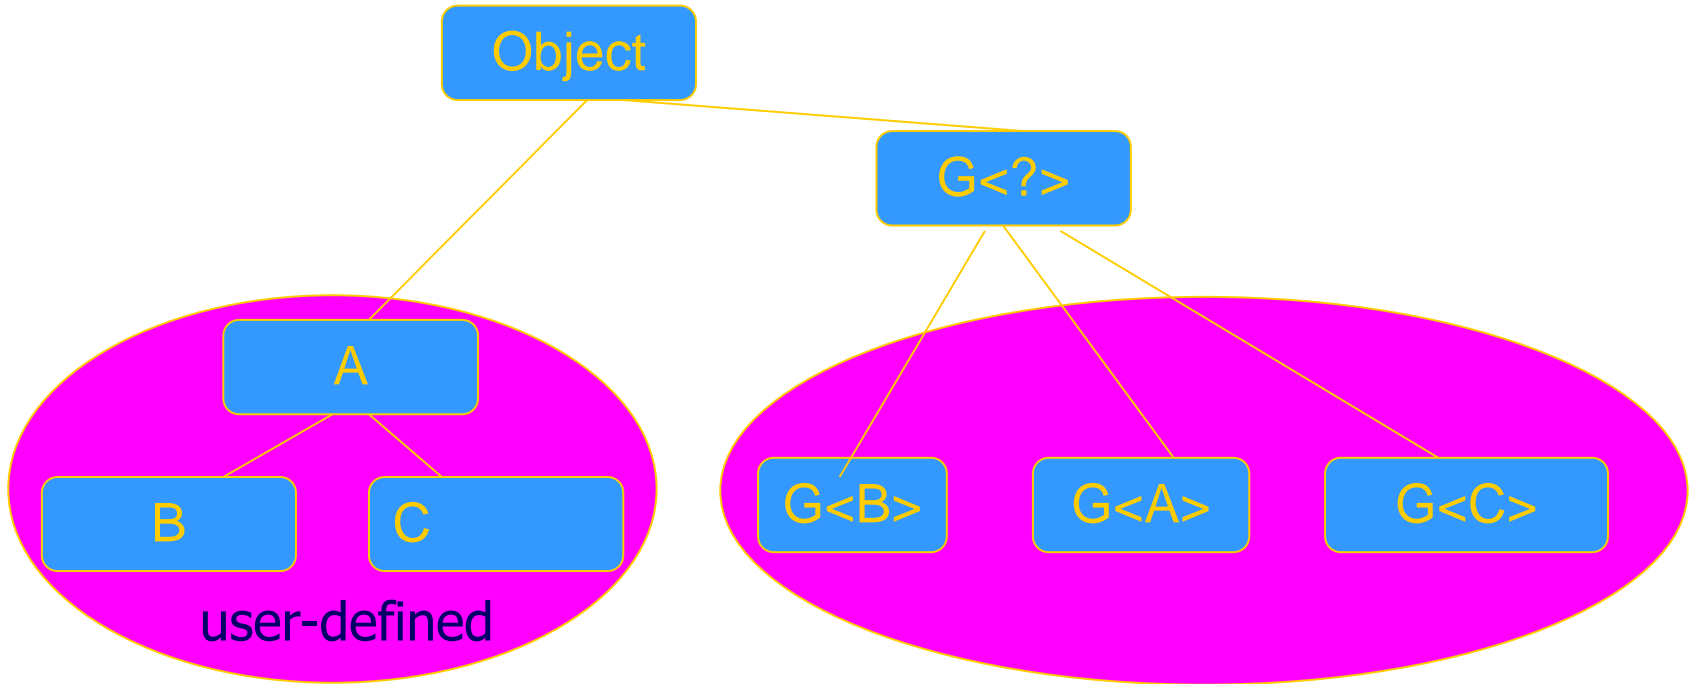 Object
G<?>
A
G<B>
G<A>
G<C>
B
C
user-defined